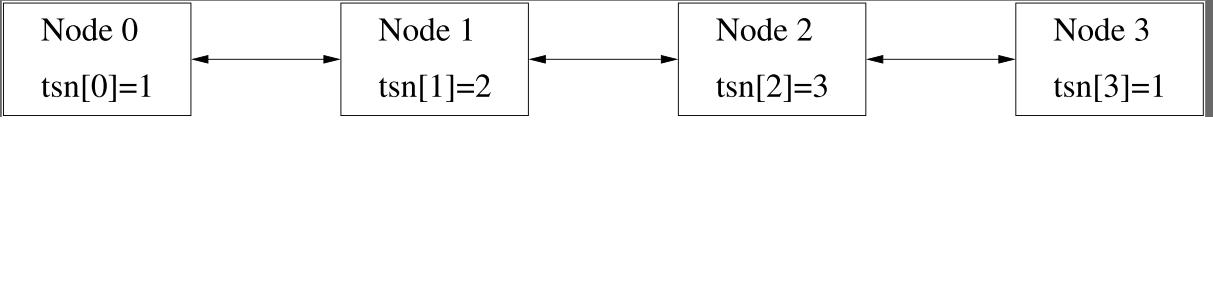 Node 0
tsn[0]=1
Node 1
tsn[1]=2
Node 2
tsn[2]=3
Node 3
tsn[3]=1